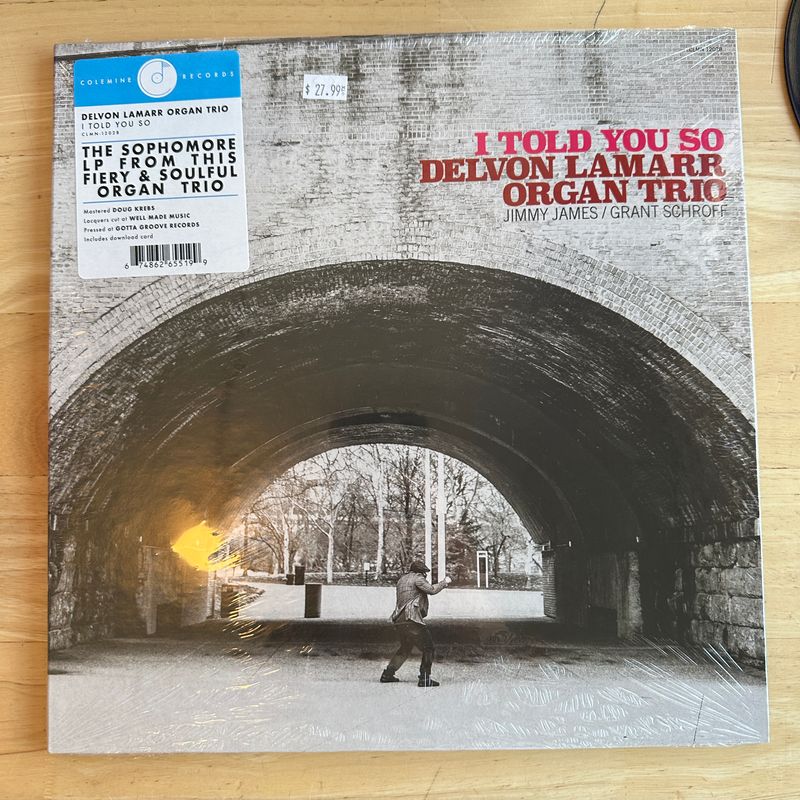 CLMN-12028
COLEMINE RECORDS
DELVON LAMARR ORGAN TRIO
I TOLD YOU SO
CLMN-12028
THE SOPHOMORE
LP FROM THIS
FIERY & SOULFUL
ORGAN TRIO
Mastered DOUG KREBS
Lacquers cut at WELL MADE MUSIC
Pressed at GOTTA GROOVE RECORDS
Includes download card
6 74862 65519 9
$ 27.99
I TOLD YOU SO
DELVON LAMARR
ORGAN TRIO
JIMMY JAMES / GRANT SCHROFF